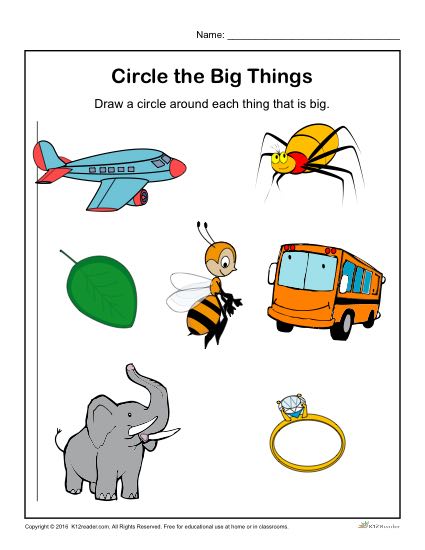 Name: ________________________________
Circle the Big Things
Draw a circle around each thing that is big.
Copyright © 2016 K12reader.com. All Rights Reserved. Free for educational use at home or in classrooms.
K12Reader